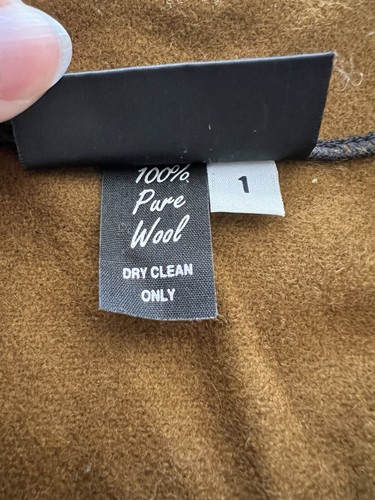 100%
Pure
Wool
DRY CLEAN
ONLY
1